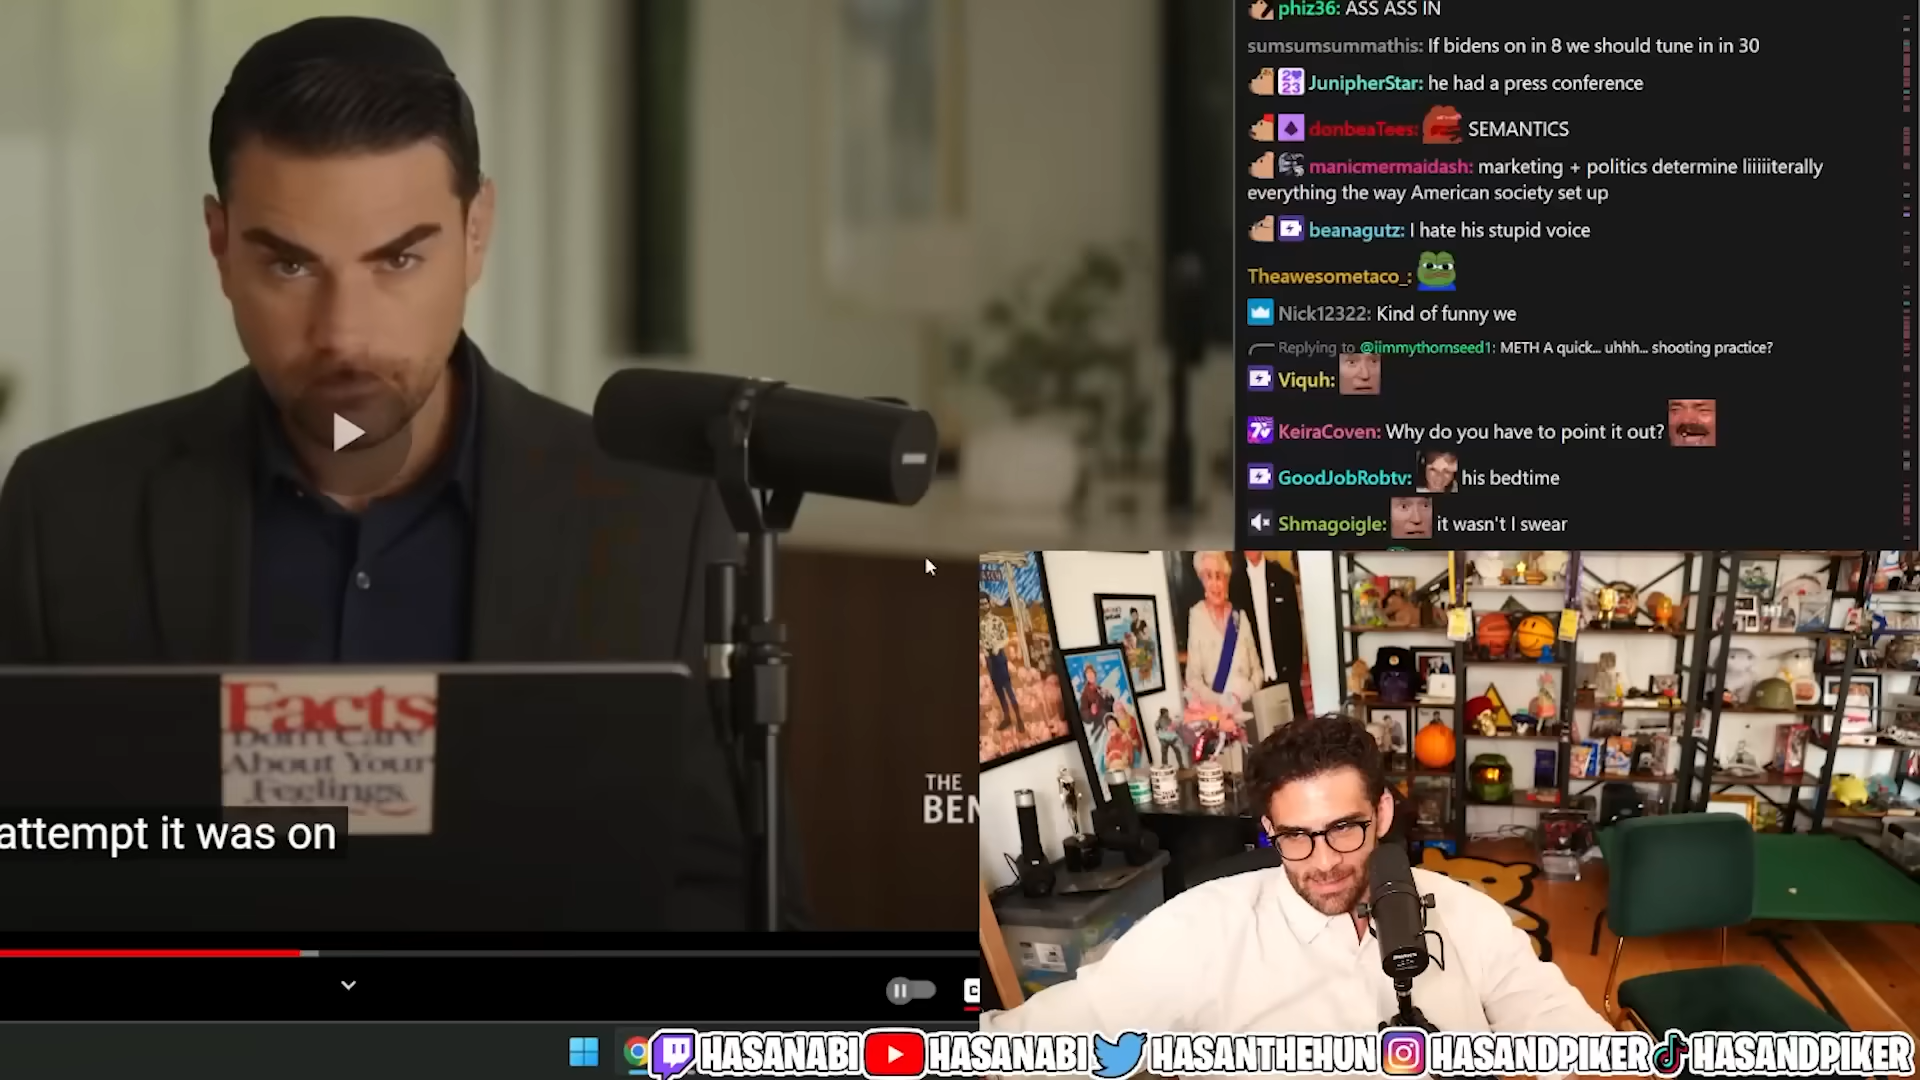 phiz36: ASS ASS IN
sumsumsummathis: If bidens on in 8 we should tune in in 30
JunipherStar: he had a press conference
donbeaTees: SEMANTICS
manicmermaidash: marketing + politics determine liiiiiterally
everything the way American society set up
beanagutz: I hate his stupid voice
Theawesometaco_:
Nick12322: Kind of funny we
Replying to @jimmythornseed1: METH A quick... uhhh... shooting practice?
Viquh:
KeiraCoven: Why do you have to point it out?
GoodJobRobtv: his bedtime
Shmagoigle: it wasn't I swear
Facts
Don't Care
About Your
Feelings
THE
BEN
attempt it was on
HASANABI HASANABI HASANTHEHUN HASANDPIKER HASANDPIKER